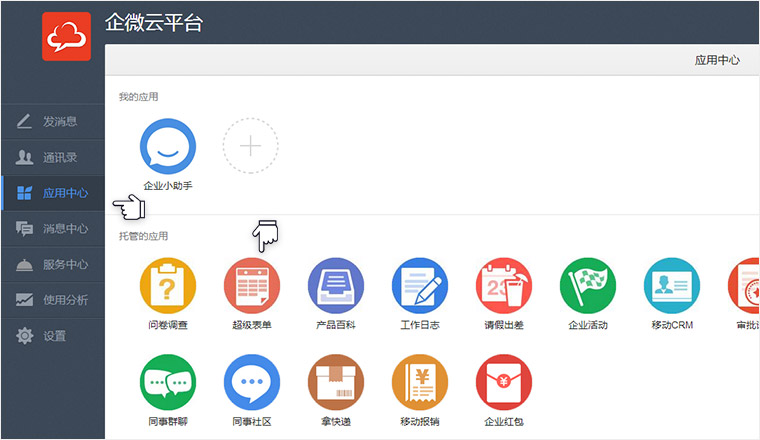 企微云平台
应用中心
发消息
通讯录
应用中心
消息中心
服务中心
使用分析
设置
我的应用
企业小助手
托管的应用
问卷调查
超级表单
产品百科
工作日志
23
请假出差
企业活动
移动CRM
审批
同事群聊
同事社区
拿快递
移动报销
企业红包